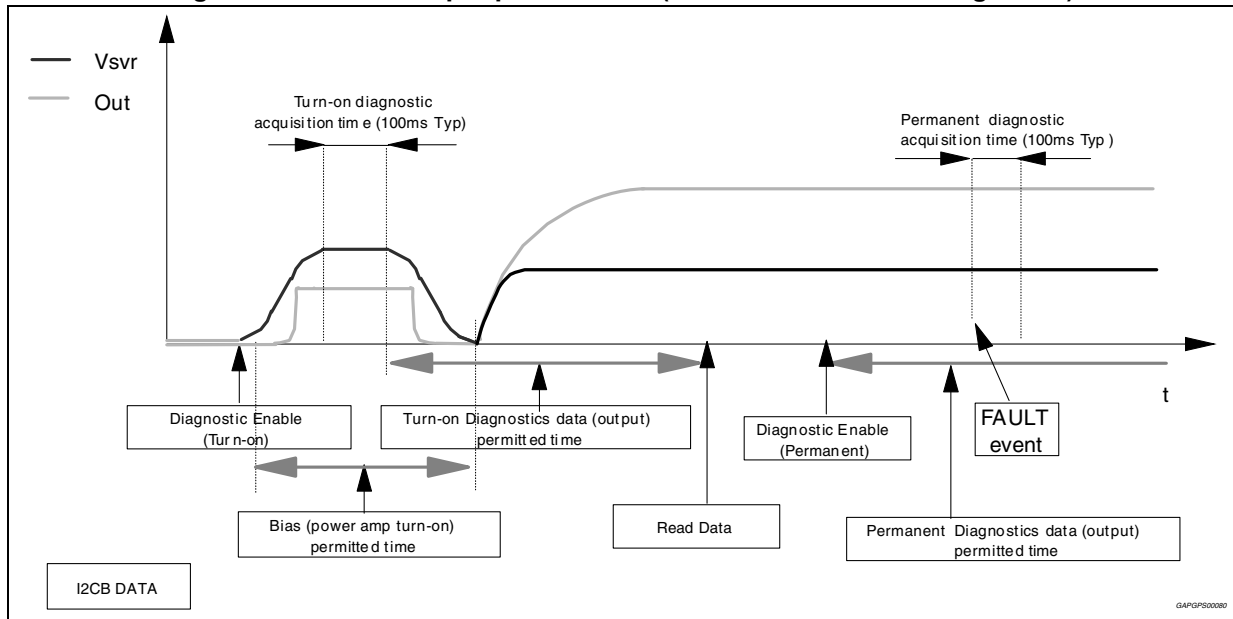 Vsvr
Out
Turn-on diagnostic
acquisition time (100ms Typ)
Permanent diagnostic
acquisition time (100ms Typ )
t
Diagnostic Enable
(Turn-on)
Turn-on Diagnostics data (output)
permitted time
Diagnostic Enable
(Permanent)
FAULT
event
Bias (power amp turn-on)
permitted time
Read Data
Permanent Diagnostics data (output)
permitted time
I2CB DATA
GAPGPS00080